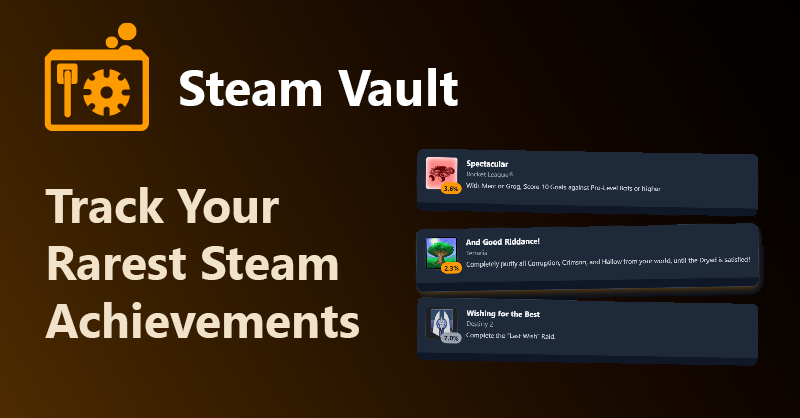 Steam Vault
Track Your
Rarest Steam
Achievements
Spectacular
Rocket League®
With Merc or Grog, Score 10 Goals against Pro-Level Bots or higher
3.6%
And Good Riddance!
Terraria
Completely purify all Corruption, Crimson, and Hallow from your world, until the Dryad is satisfied!
2.3%
Wishing for the Best
Destiny 2
Complete the "Last Wish" Raid.
7.0%